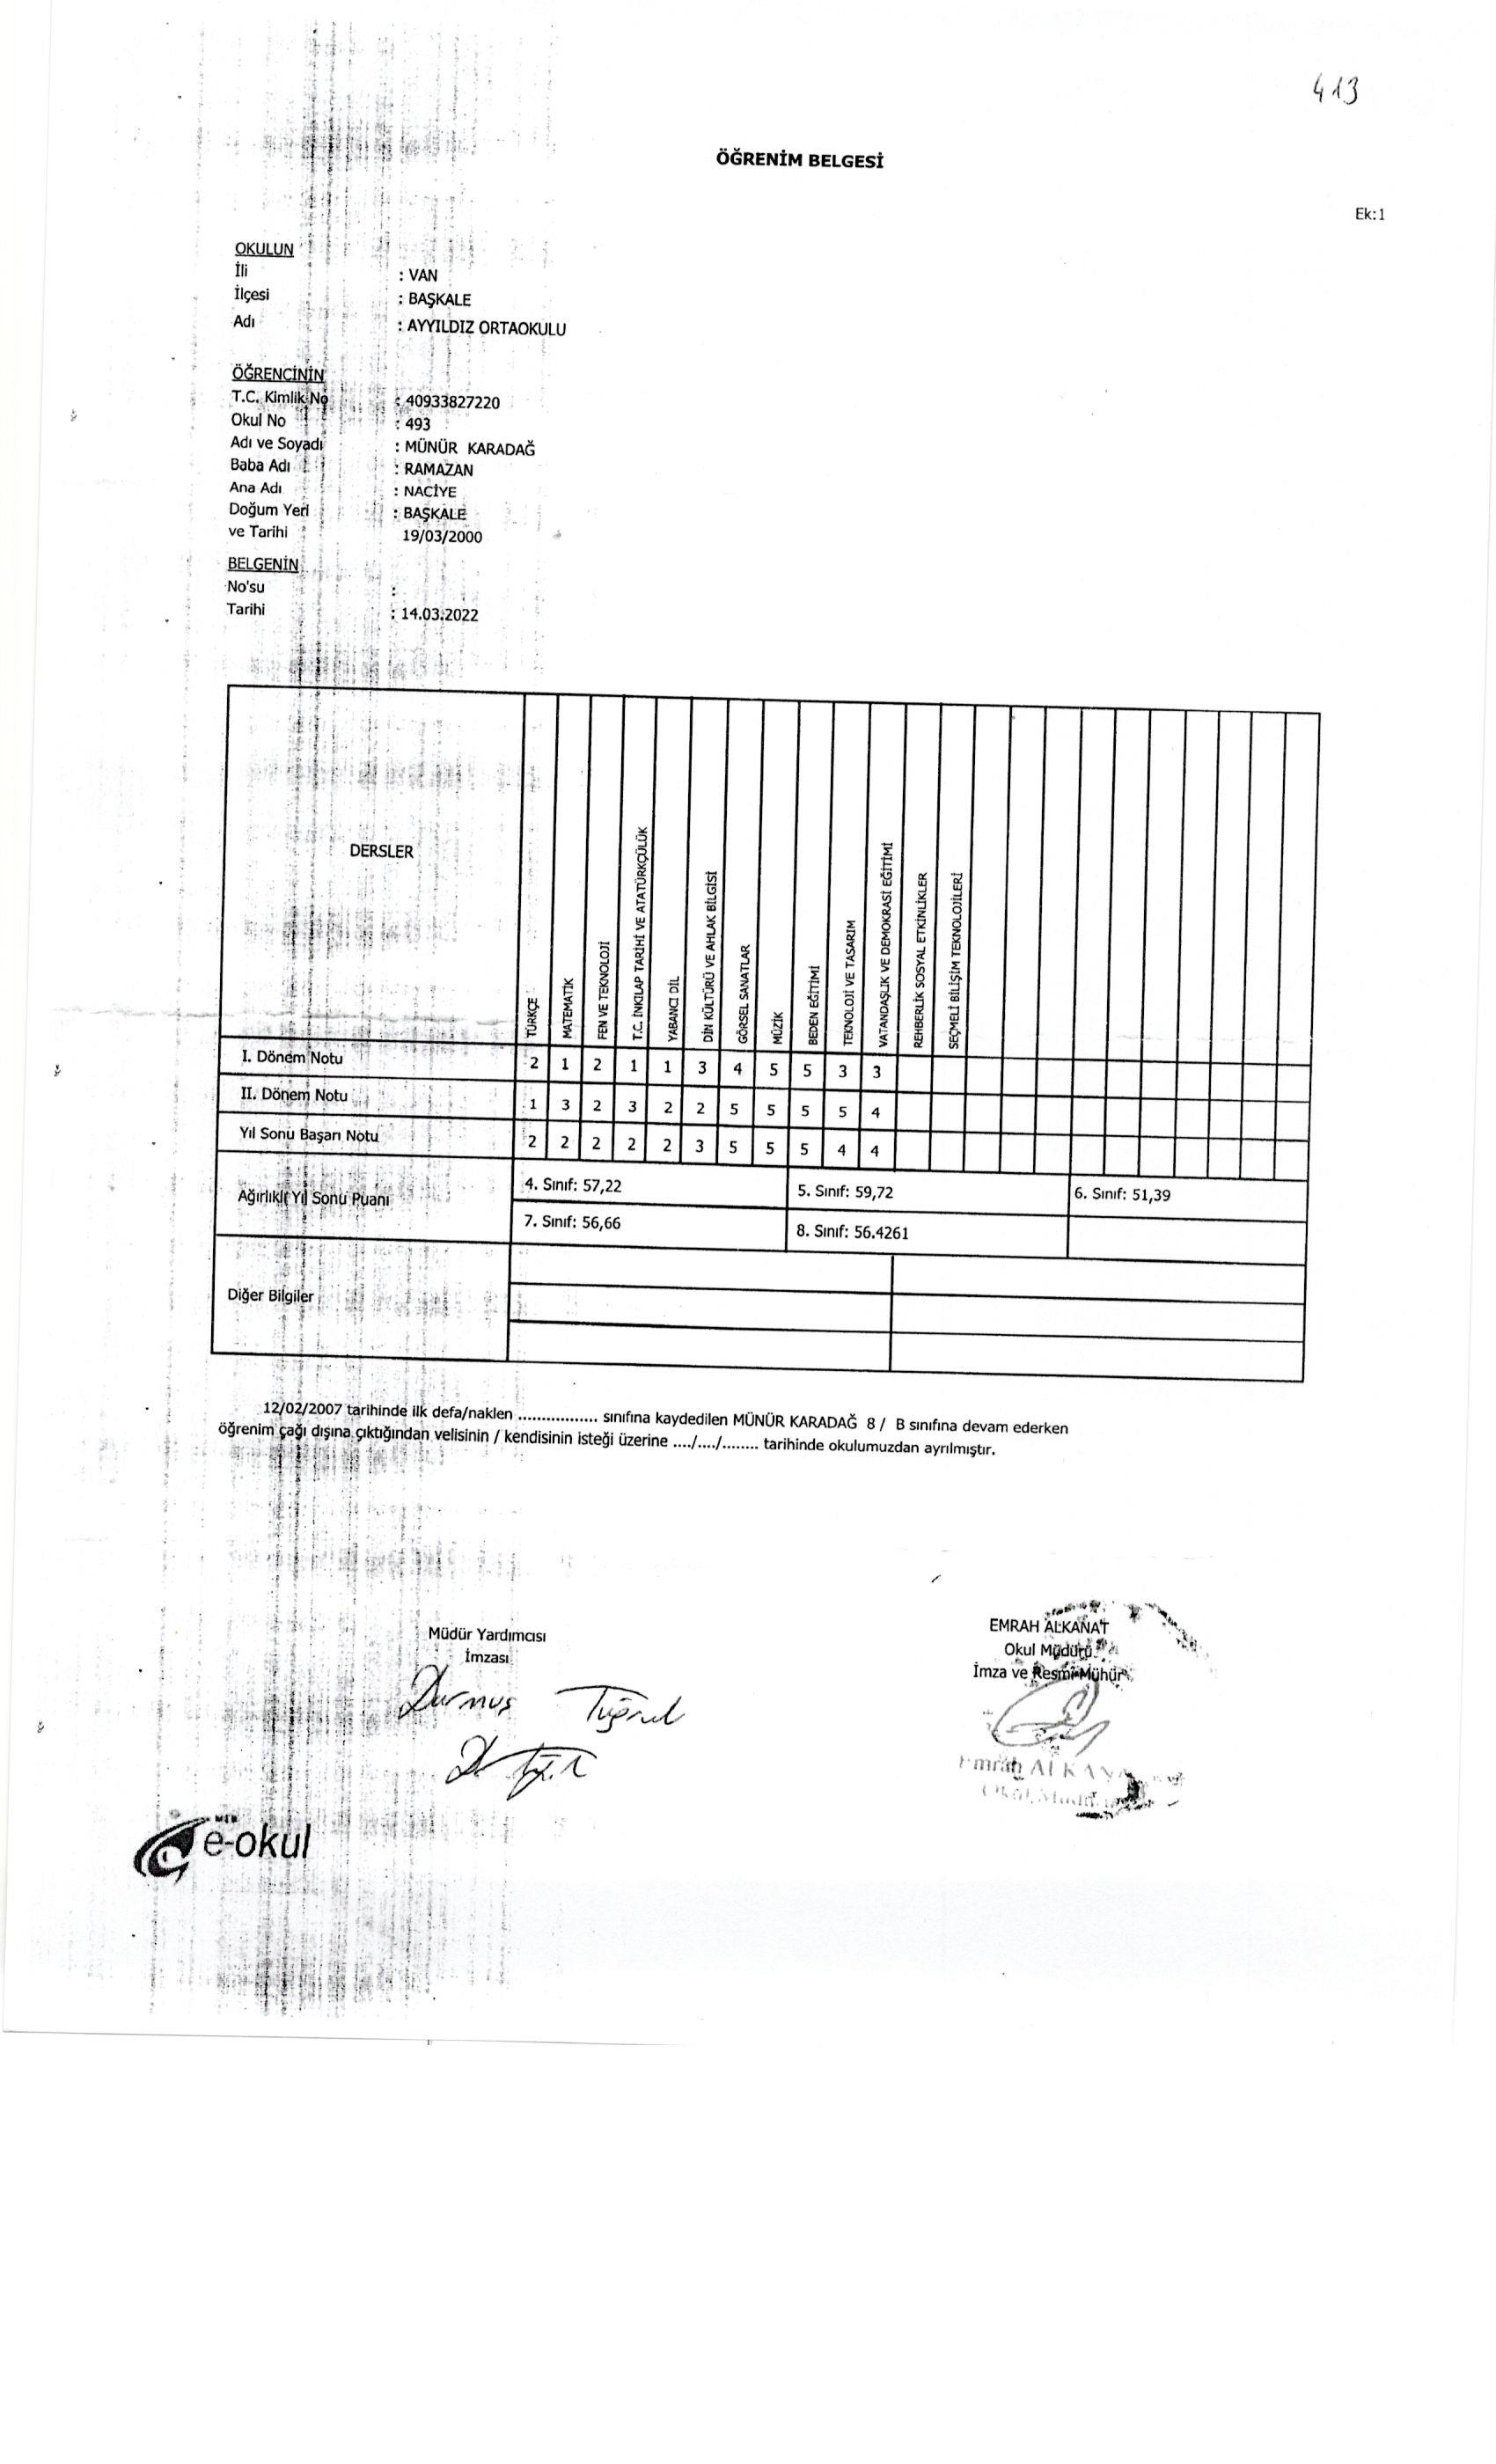 413
ÖĞRENİM BELGESİ
Ek:1
OKULUN
İli : VAN
İlçesi : BAŞKALE
Adı : AYYILDIZ ORTAOKULU
ÖĞRENCİNİN
T.C. Kimlik No : 40933827220
Okul No : 493
Adı ve Soyadı : MÜNÜR KARADAĞ
Baba Adı : RAMAZAN
Ana Adı : NACİYE
Doğum Yeri : BAŞKALE
ve Tarihi 19/03/2000
BELGENİN
No'su :
Tarihi : 14.03.2022
DERSLER
TÜRKÇE
MATEMATİK
FEN VE TEKNOLOJİ
T.C. İNKILAP TARİHİ VE ATATÜRKÇÜLÜK
YABANCI DİL
DİN KÜLTÜRÜ VE AHLAK BİLGİSİ
GÖRSEL SANATLAR
MÜZİK
BEDEN EĞİTİMİ
TEKNOLOJİ VE TASARIM
VATANDAŞLIK VE DEMOKRASİ EĞİTİMİ
REHBERLİK SOSYAL ETKİNLİKLER
SEÇMELİ BİLİŞİM TEKNOLOJİLERİ
I. Dönem Notu 2 1 2 1 1 3 4 5 5 3 3
II. Dönem Notu 1 3 2 3 2 2 5 5 5 5 4
Yıl Sonu Başarı Notu 2 2 2 2 2 3 5 5 5 4 4
Ağırlıklı Yıl Sonu Puanı
4. Sınıf: 57,22 5. Sınıf: 59,72 6. Sınıf: 51,39
7. Sınıf: 56,66 8. Sınıf: 56.4261
Diğer Bilgiler
12/02/2007 tarihinde ilk defa/naklen ................. sınıfına kaydedilen MÜNÜR KARADAĞ 8 / B sınıfına devam ederken
öğrenim çağı dışına çıktığından velisinin / kendisinin isteği üzerine ..../..../........ tarihinde okulumuzdan ayrılmıştır.
Müdür Yardımcısı
İmzası
Durmuş Tuğrul
EMRAH ALKANAT
Okul Müdürü
İmza ve Resmi Mühür
Emrah ALKANAT
Okul Müdürü
MEB
e-okul